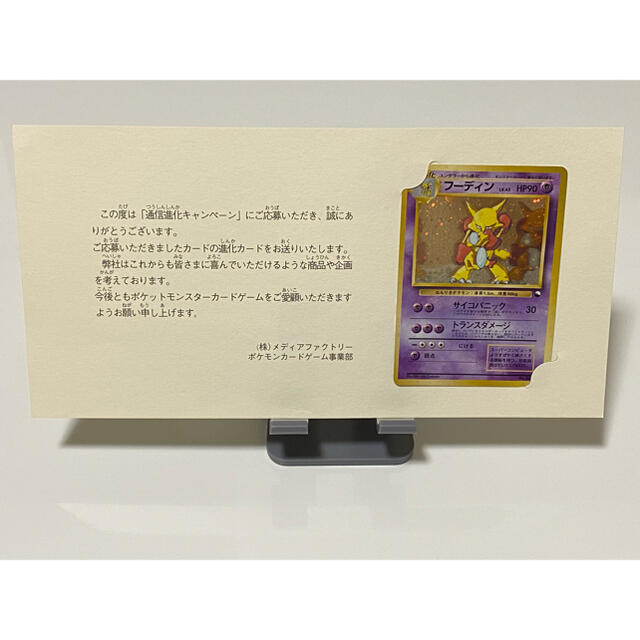 この度は「通信進化キャンペーン」にご応募いただき、誠にあ
りがとうございます。
ご応募いただきましたカードの進化カードをお送りいたします。
弊社はこれからも皆さまに喜んでいただけるような商品や企画
を考えております。
今後ともポケットモンスターカードゲームをご愛顧いただきます
ようお願い申し上げます。
(株)メディアファクトリー
ポケモンカードゲーム事業部
フーディン HP90
サイコパニック 30
トランスダメージ
にげる
弱点